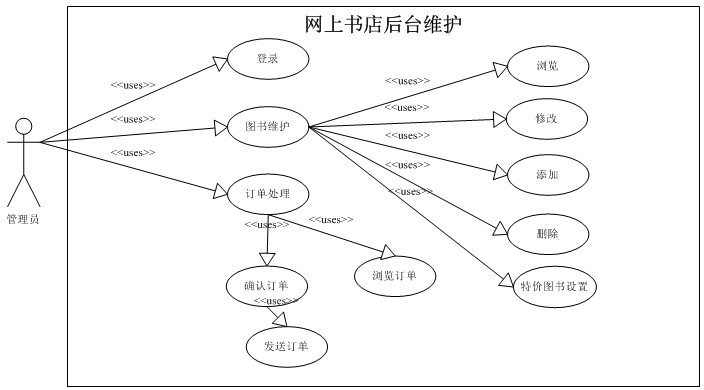 网上书店后台维护
<<uses>>
登录
<<uses>>
浏览
<<uses>>
修改
<<uses>>
图书维护
<<uses>>
添加
<<uses>>
<<uses>>
订单处理
<<uses>>
管理员
<<uses>>
<<uses>>
删除
浏览订单
确认订单
特价图书设置
<<uses>>
发送订单